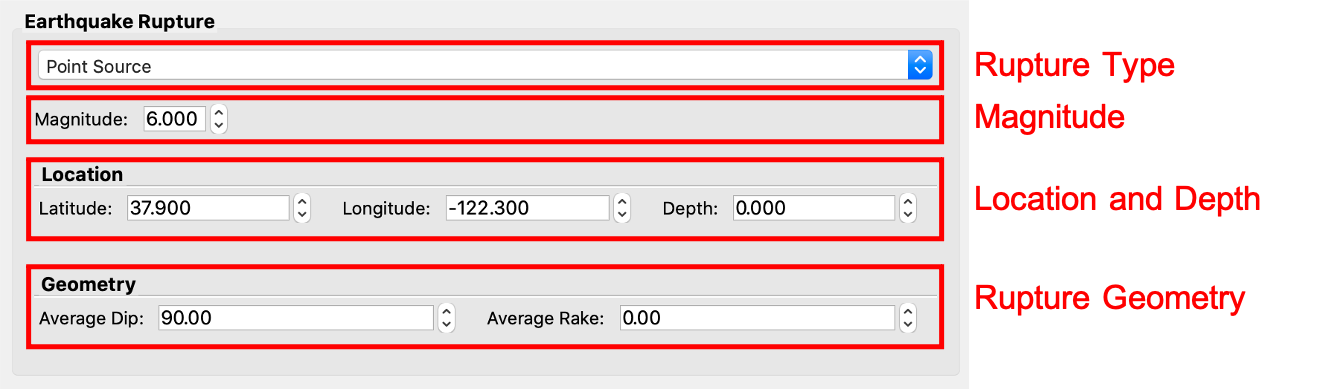 Earthquake Rupture
Point Source
Rupture Type
Magnitude: 6.000
Magnitude
Location
Latitude: 37.900 Longitude: -122.300 Depth: 0.000
Location and Depth
Geometry
Average Dip: 90.00 Average Rake: 0.00
Rupture Geometry